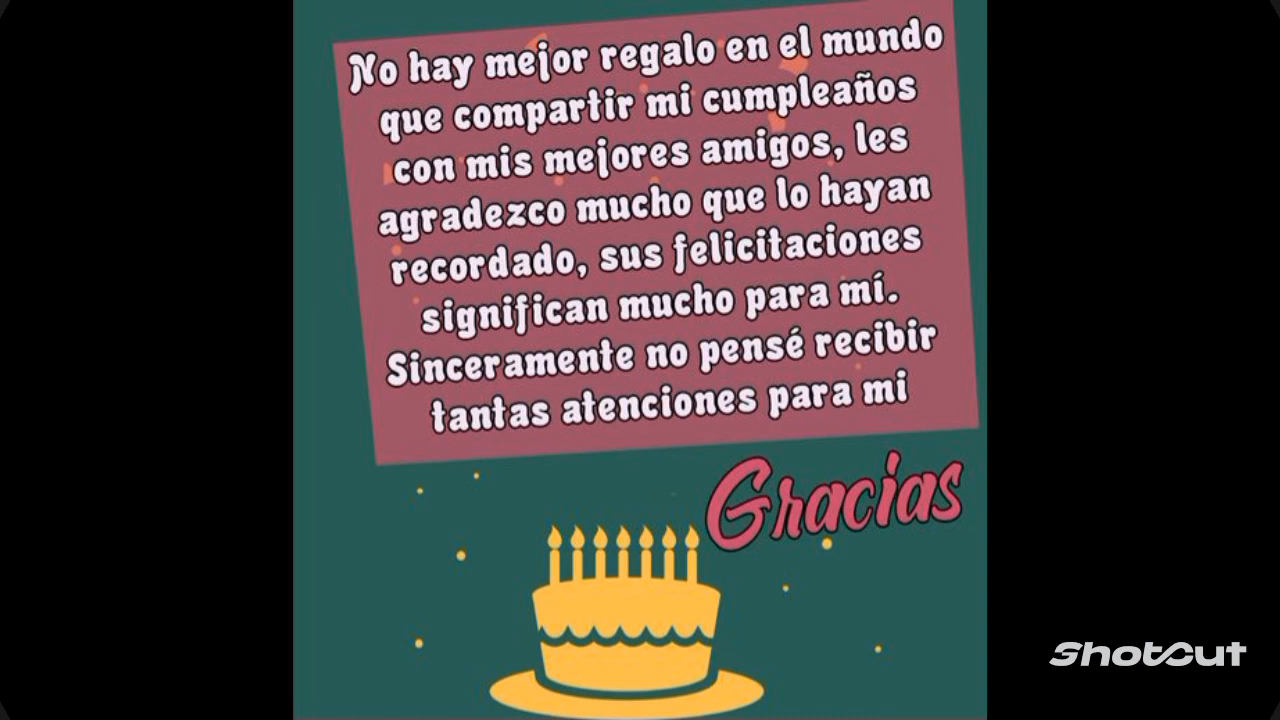 No hay mejor regalo en el mundo
que compartir mi cumpleaños
con mis mejores amigos, les
agradezco mucho que lo hayan
recordado, sus felicitaciones
significan mucho para mí.
Sinceramente no pensé recibir
tantas atenciones para mi
Gracias
ShotCut